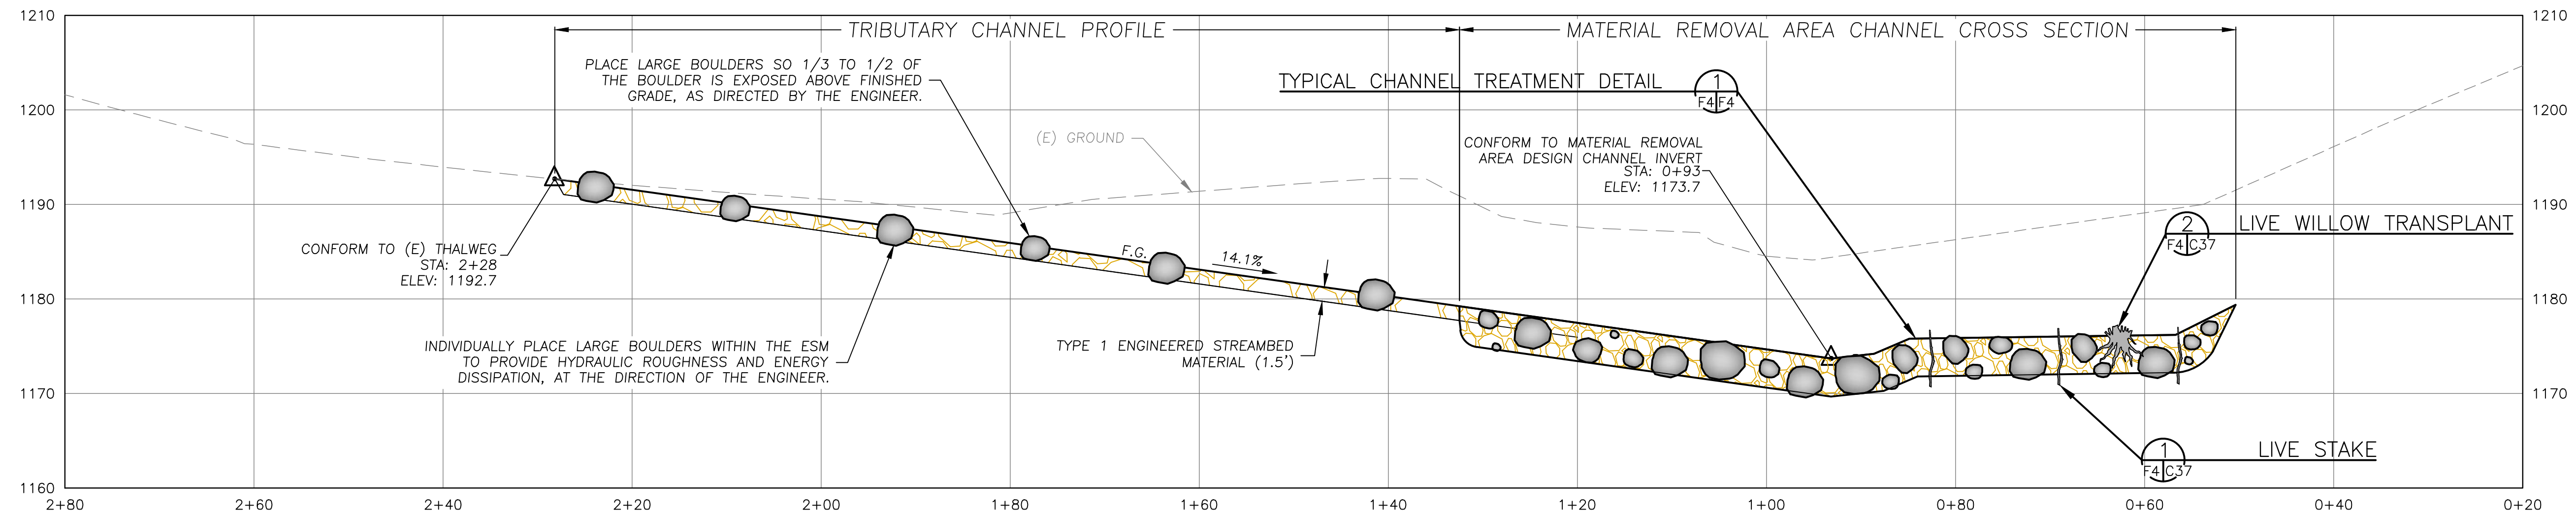 1210
1200
1190
1180
1170
1160
TRIBUTARY CHANNEL PROFILE
MATERIAL REMOVAL AREA CHANNEL CROSS SECTION
PLACE LARGE BOULDERS SO 1/3 TO 1/2 OF
THE BOULDER IS EXPOSED ABOVE FINISHED
GRADE, AS DIRECTED BY THE ENGINEER.
TYPICAL CHANNEL TREATMENT DETAIL
1
F4 F4
(E) GROUND
CONFORM TO MATERIAL REMOVAL
AREA DESIGN CHANNEL INVERT
STA: 0+93
ELEV: 1173.7
2
F4 C37
LIVE WILLOW TRANSPLANT
CONFORM TO (E) THALWEG
STA: 2+28
ELEV: 1192.7
F.G.
14.1%
INDIVIDUALLY PLACE LARGE BOULDERS WITHIN THE ESM
TO PROVIDE HYDRAULIC ROUGHNESS AND ENERGY
DISSIPATION, AT THE DIRECTION OF THE ENGINEER.
TYPE 1 ENGINEERED STREAMBED
MATERIAL (1.5')
1
F4 C37
LIVE STAKE
1210
1200
1190
1180
1170
2+80
2+60
2+40
2+20
2+00
1+80
1+60
1+40
1+20
1+00
0+80
0+60
0+40
0+20